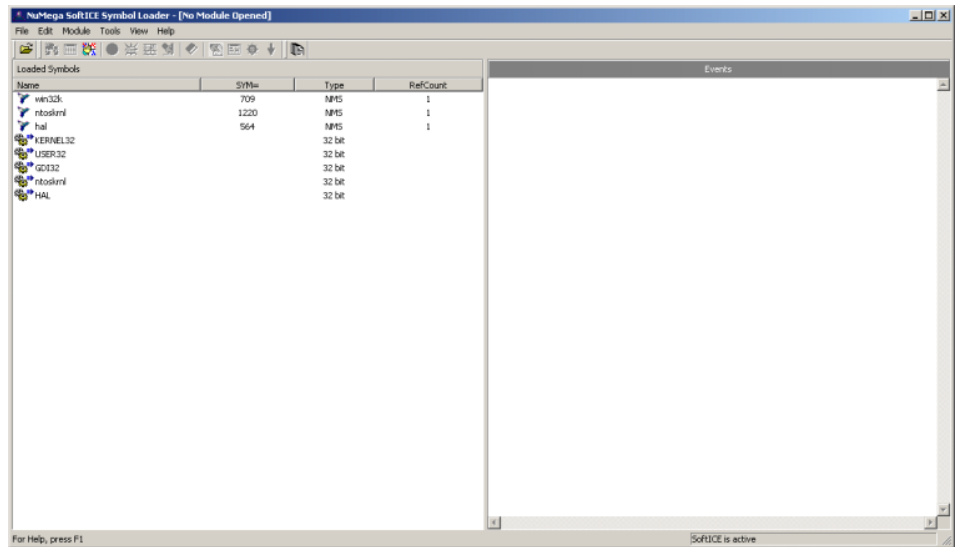 NuMega SoftICE Symbol Loader - [No Module Opened]
File Edit Module Tools View Help
Loaded Symbols
Events
Name SYM= Type RefCount
win32k 709 NMS 1
ntoskrnl 1220 NMS 1
hal 564 NMS 1
KERNEL32 32 bit
USER32 32 bit
GDI32 32 bit
ntoskrnl 32 bit
HAL 32 bit
For Help, press F1
SoftICE is active